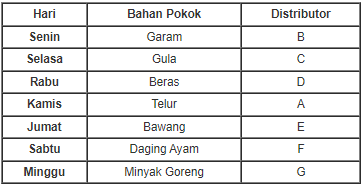 Hari Bahan Pokok Distributor
Senin Garam B
Selasa Gula C
Rabu Beras D
Kamis Telur A
Jumat Bawang E
Sabtu Daging Ayam F
Minggu Minyak Goreng G